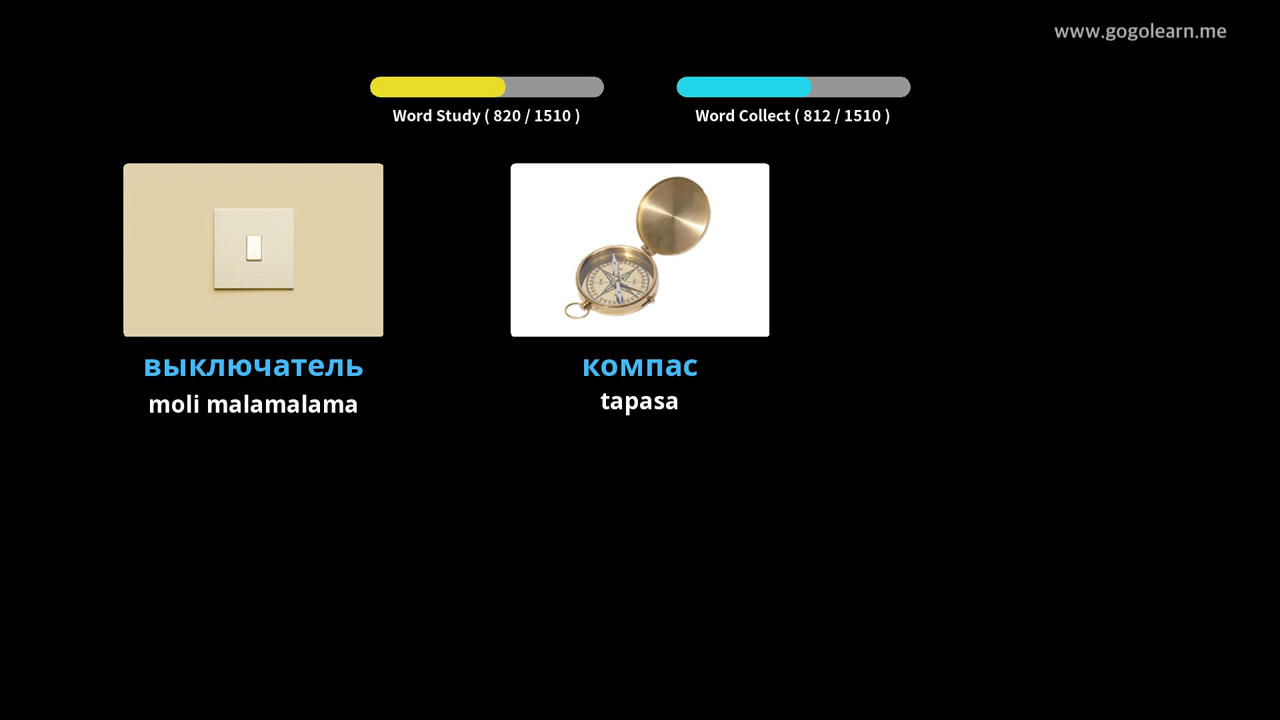 www.gogolearn.me
Word Study ( 820 / 1510 )
Word Collect ( 812 / 1510 )
выключатель
moli malamalama
компас
tapasa